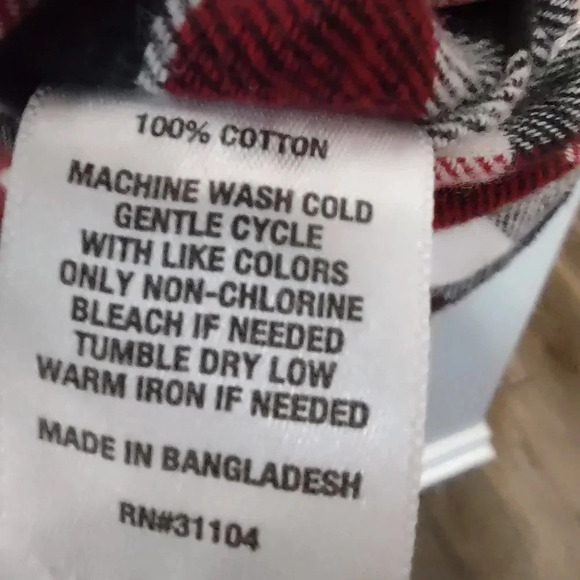 100% COTTON
MACHINE WASH COLD
GENTLE CYCLE
WITH LIKE COLORS
ONLY NON-CHLORINE
BLEACH IF NEEDED
TUMBLE DRY LOW
WARM IRON IF NEEDED
MADE IN BANGLADESH
RN#31104